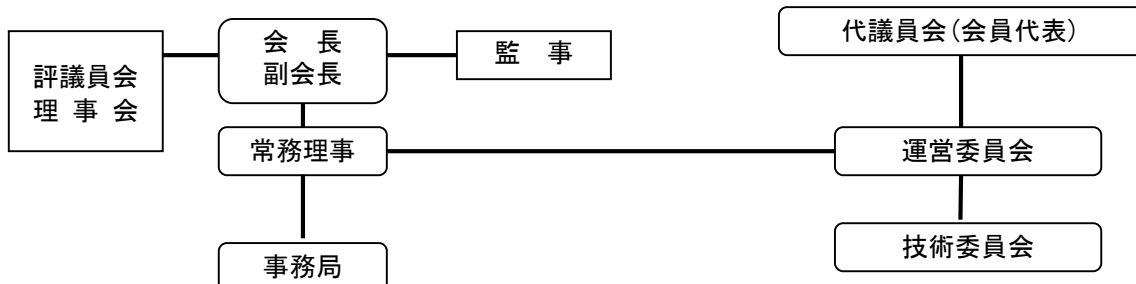 代議員会(会員代表)
会　長
副会長
監　事
評議員会
理 事 会
常務理事
運営委員会
技術委員会
事務局